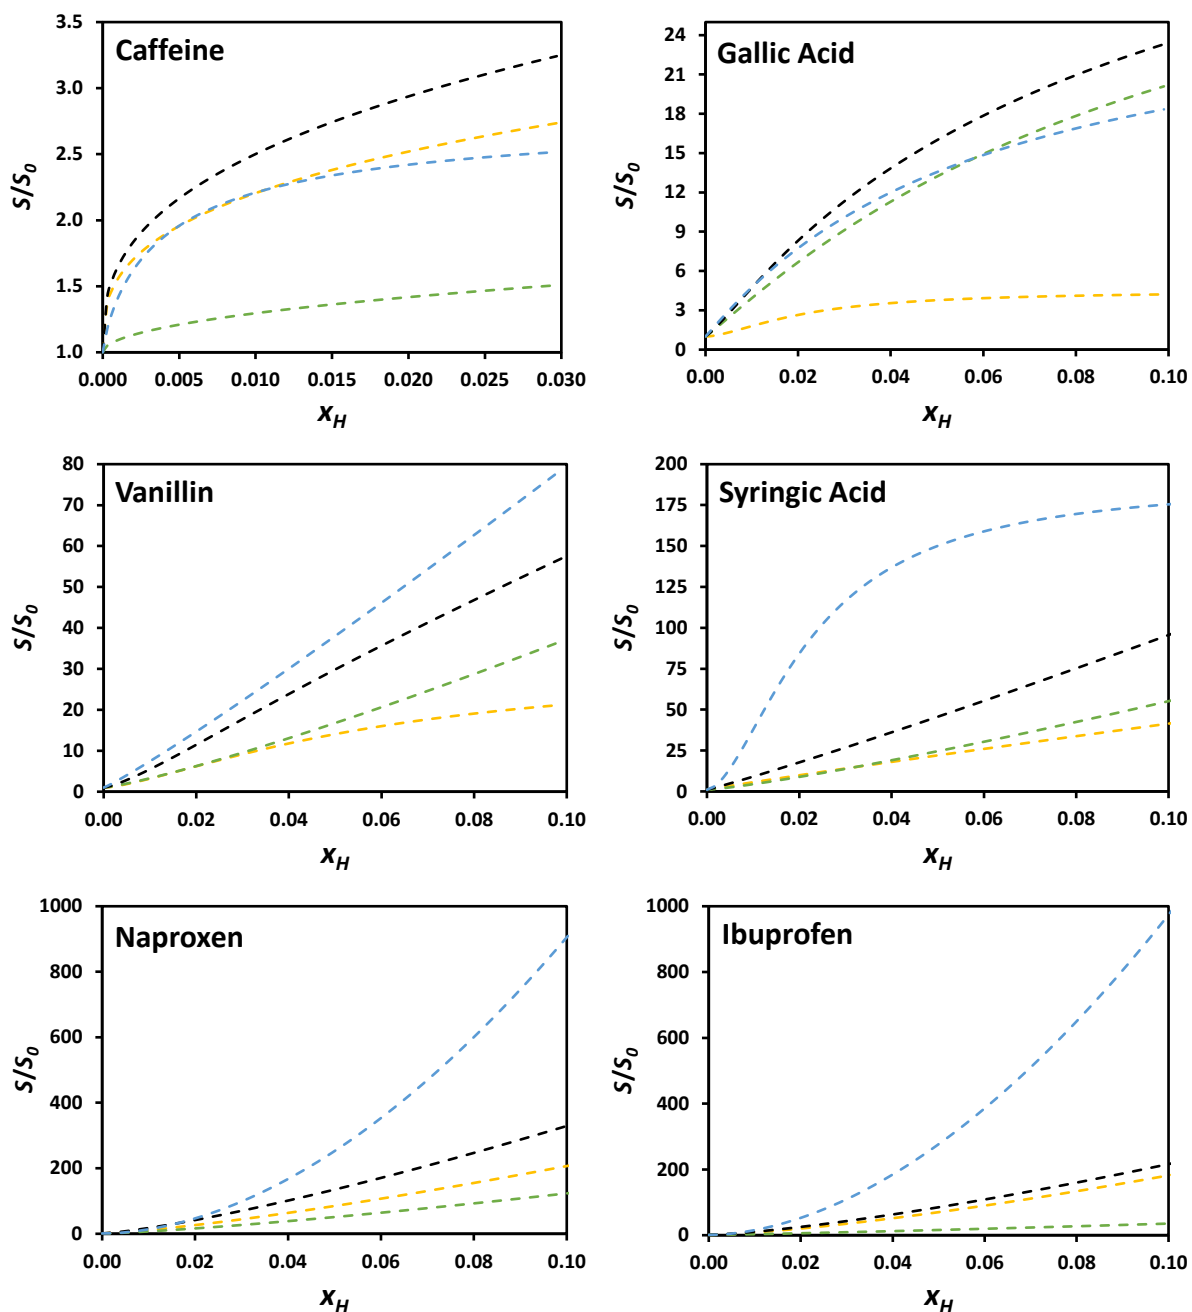 Caffeine
S/S0
3.5
3.0
2.5
2.0
1.5
1.0
0.000 0.005 0.010 0.015 0.020 0.025 0.030
xH
Gallic Acid
S/S0
24
21
18
15
12
9
6
3
0
0.00 0.02 0.04 0.06 0.08 0.10
xH
Vanillin
S/S0
80
70
60
50
40
30
20
10
0
0.00 0.02 0.04 0.06 0.08 0.10
xH
Syringic Acid
S/S0
200
175
150
125
100
75
50
25
0
0.00 0.02 0.04 0.06 0.08 0.10
xH
Naproxen
S/S0
1000
800
600
400
200
0
0.00 0.02 0.04 0.06 0.08 0.10
xH
Ibuprofen
S/S0
1000
800
600
400
200
0
0.00 0.02 0.04 0.06 0.08 0.10
xH